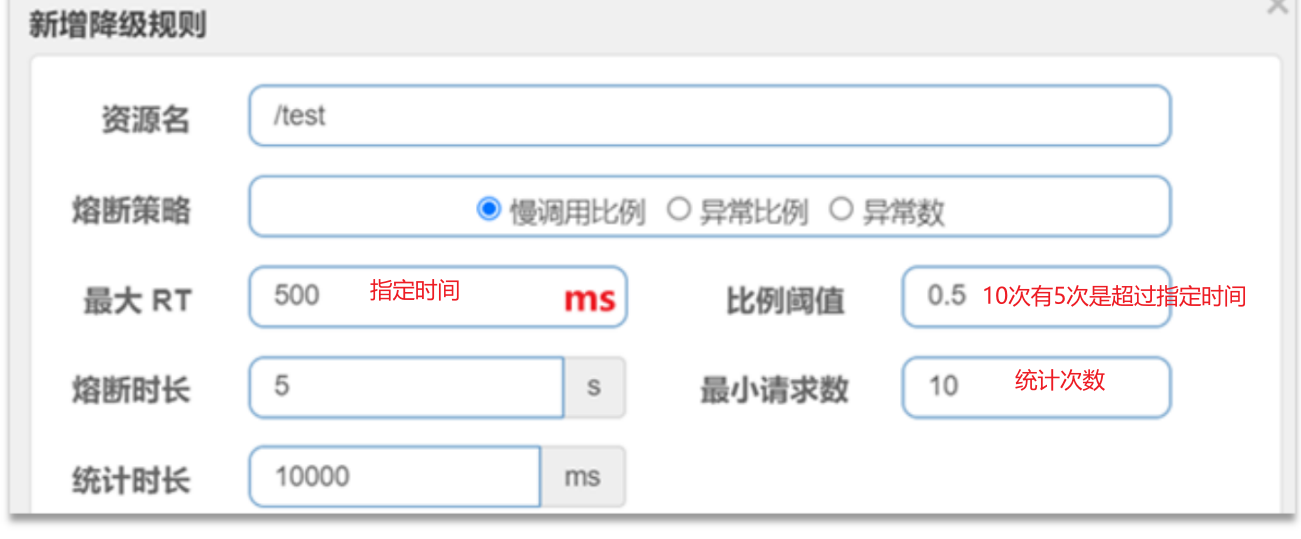 新增降级规则
资源名 /test
熔断策略 慢调用比例 异常比例 异常数
最大 RT 500 指定时间 ms 比例阈值 0.5 10次有5次是超过指定时间
熔断时长 5 s 最小请求数 10 统计次数
统计时长 10000 ms